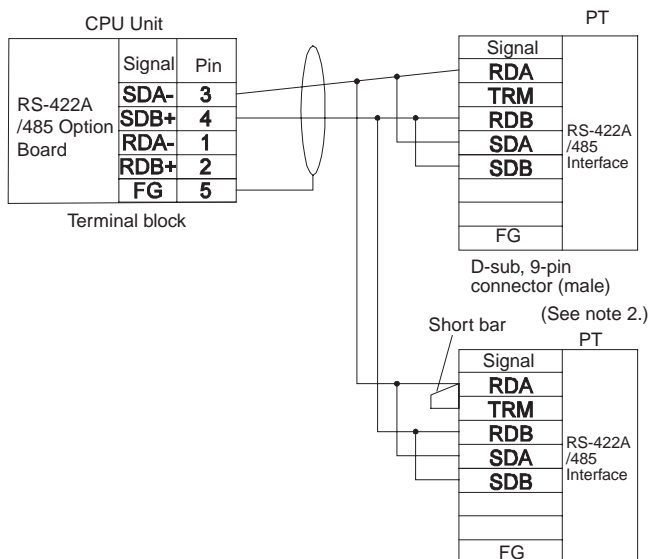 CPU Unit
RS-422A
/485 Option
Board
Signal Pin
SDA- 3
SDB+ 4
RDA- 1
RDB+ 2
FG 5
Terminal block
PT
Signal
RDA
TRM
RDB
SDA
SDB
FG
RS-422A
/485
Interface
D-sub, 9-pin
connector (male)
(See note 2.)
Short bar
PT
Signal
RDA
TRM
RDB
SDA
SDB
FG
RS-422A
/485
Interface